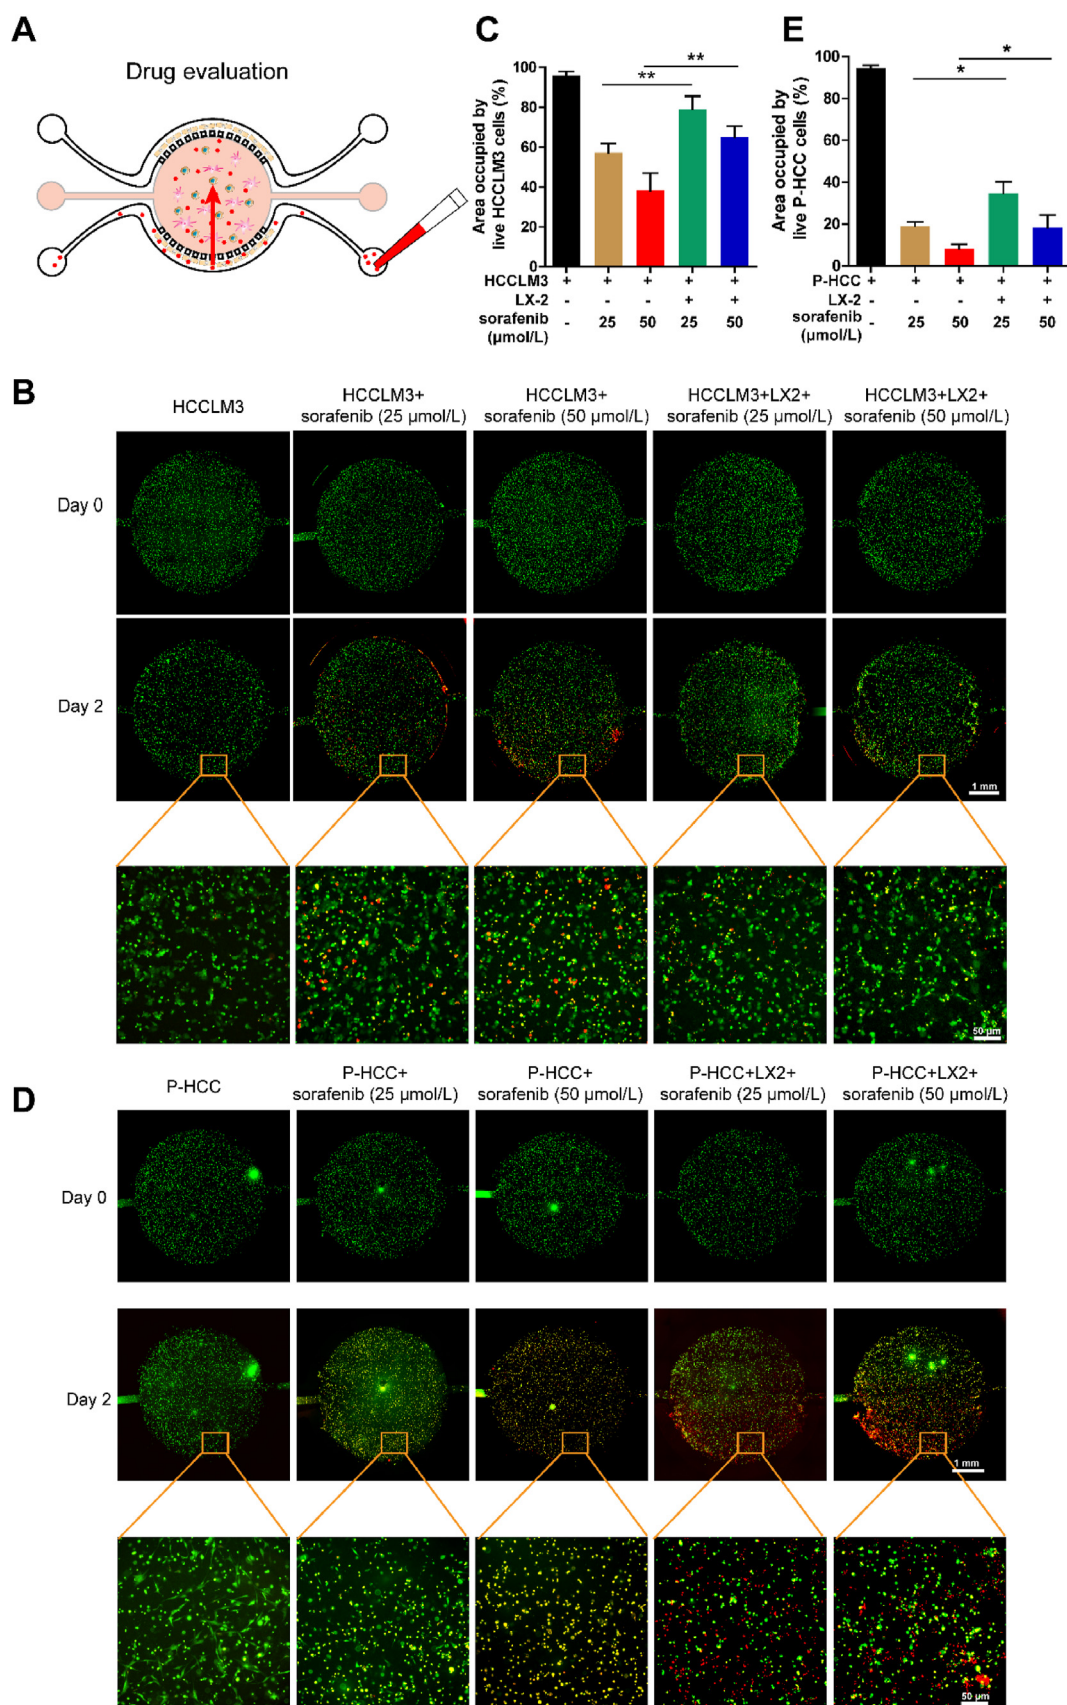 A
Drug evaluation
C
Area occupied by
live HCCLM3 cells (%)
100
80
60
40
20
0
**
**
HCCLM3 + + + + +
LX-2 - - - + +
sorafenib - 25 50 25 50
(μmol/L)
E
Area occupied by
live P-HCC cells (%)
100
80
60
40
20
0
*
*
P-HCC + + + + +
LX-2 - - - + +
sorafenib - 25 50 25 50
(μmol/L)
B
HCCLM3
HCCLM3+
sorafenib (25 μmol/L)
HCCLM3+
sorafenib (50 μmol/L)
HCCLM3+LX2+
sorafenib (25 μmol/L)
HCCLM3+LX2+
sorafenib (50 μmol/L)
Day 0
Day 2
1 mm
50 μm
D
P-HCC
P-HCC+
sorafenib (25 μmol/L)
P-HCC+
sorafenib (50 μmol/L)
P-HCC+LX2+
sorafenib (25 μmol/L)
P-HCC+LX2+
sorafenib (50 μmol/L)
Day 0
Day 2
1 mm
50 μm